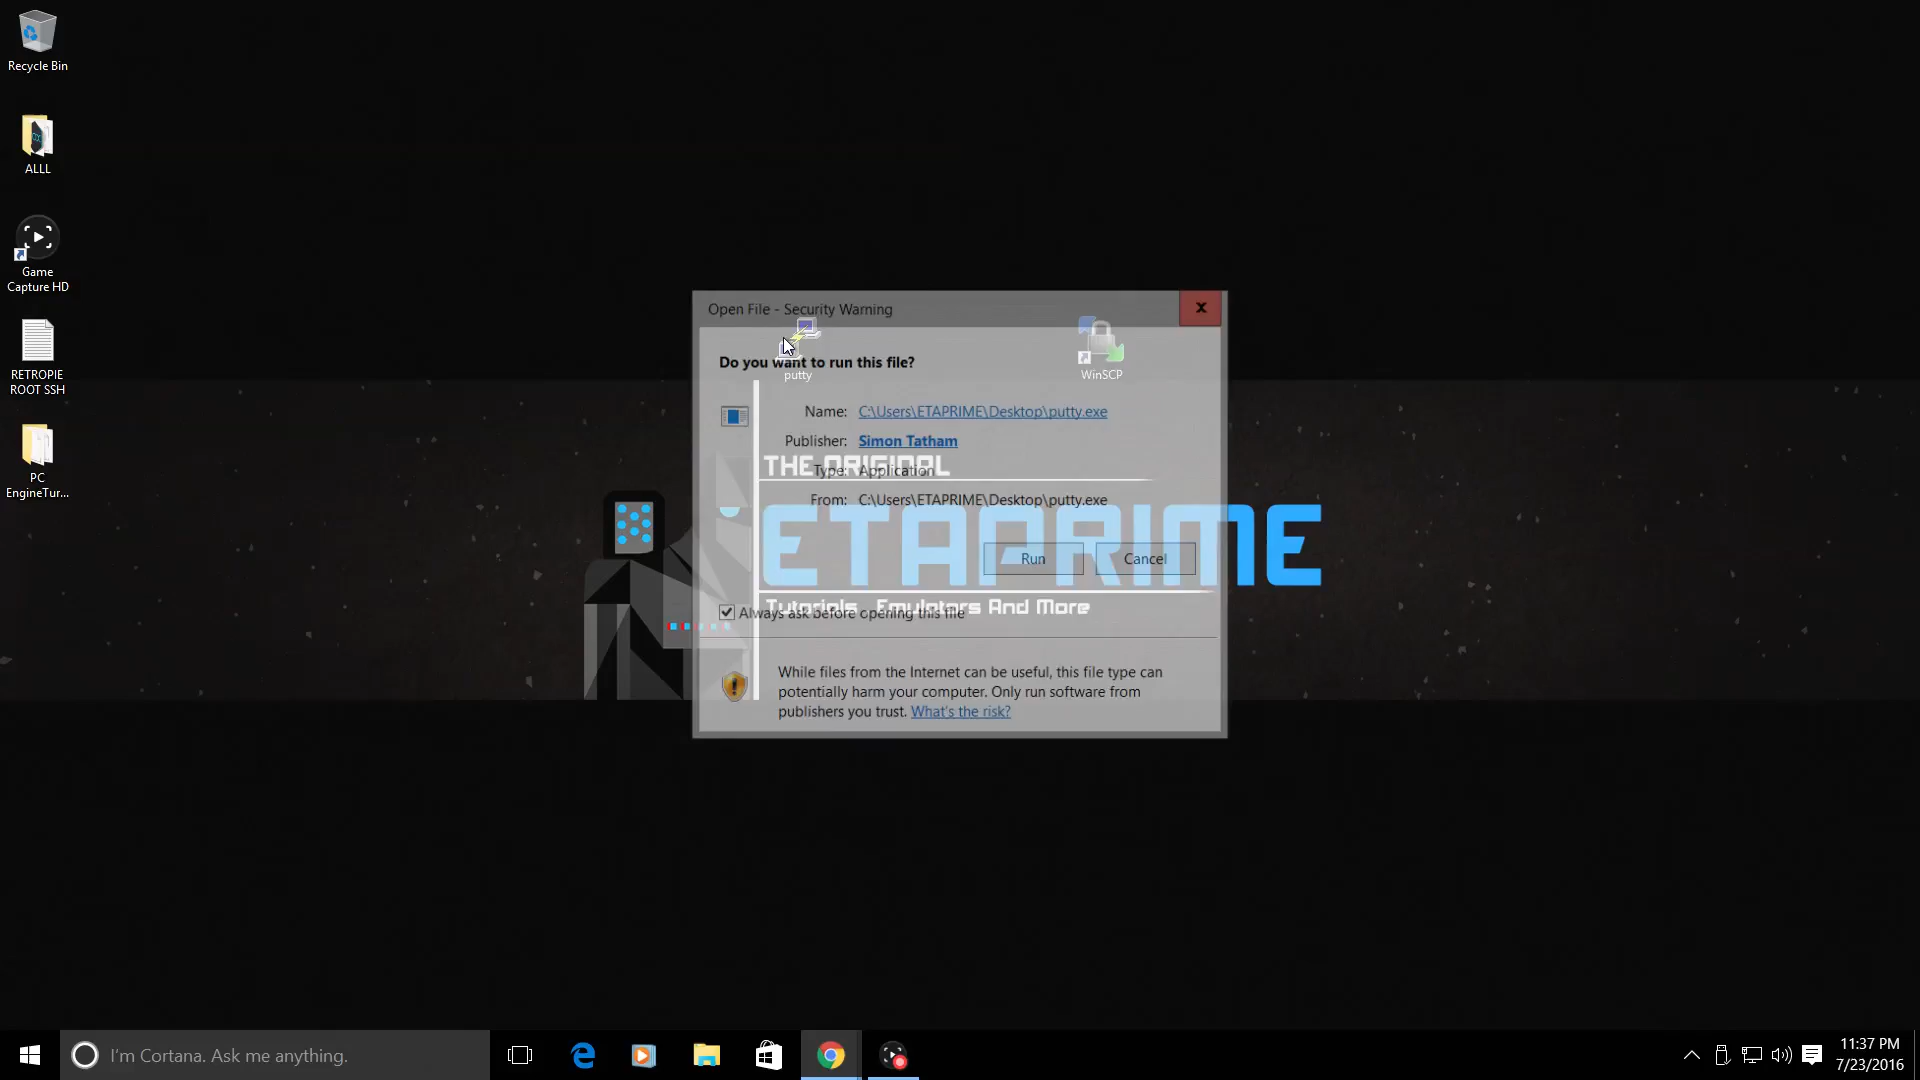 Recycle Bin
ALLL
Game
Capture HD
RETROPIE
ROOT SSH
PC
EngineTur...
Open File - Security Warning
X
Do you want to run this file?
putty
WinSCP
Name: C:\Users\ETAPRIME\Desktop\putty.exe
Publisher: Simon Tatham
THE ORIGINAL
Type: Application
From: C:\Users\ETAPRIME\Desktop\putty.exe
ETAPRIME
Run Cancel
Tutorials, Emulators And More
Always ask before opening this file
While files from the Internet can be useful, this file type can
potentially harm your computer. Only run software from
publishers you trust. What's the risk?
I'm Cortana. Ask me anything.
11:37 PM
7/23/2016